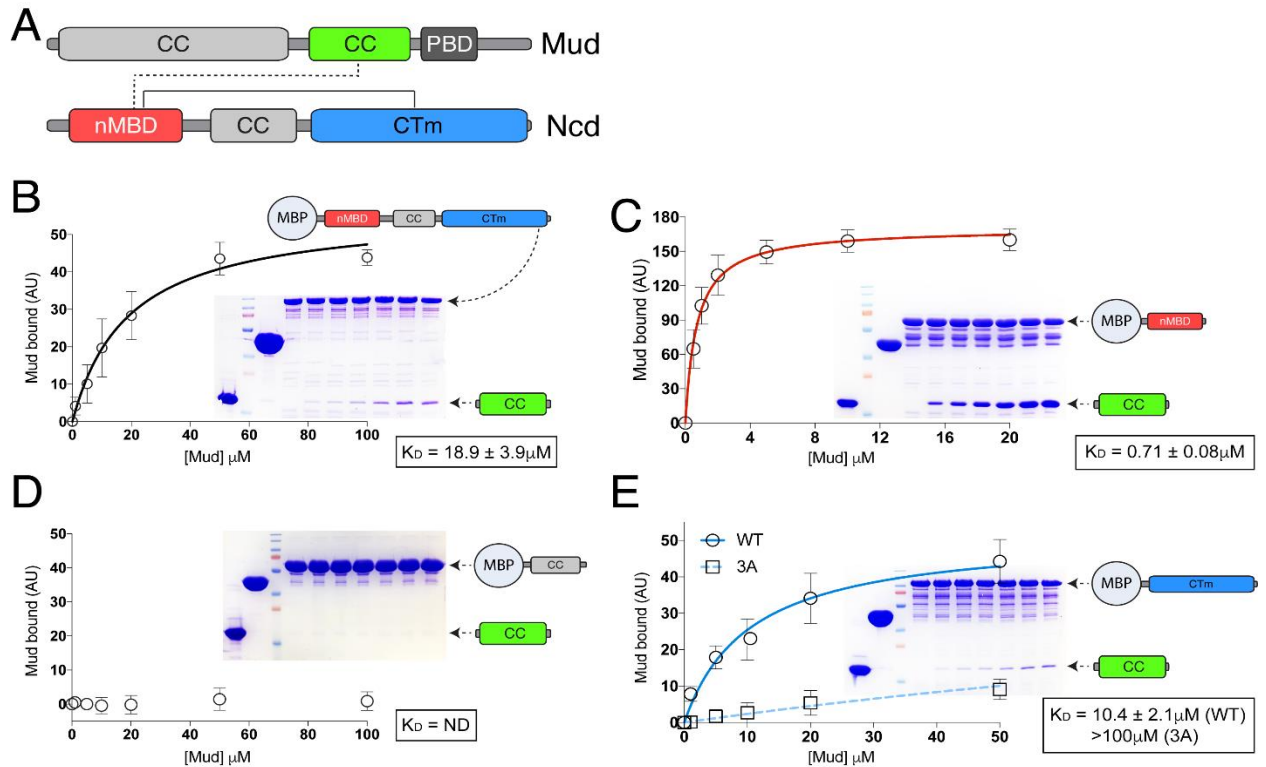 A
CC
CC
PBD
Mud
nMBD
CC
CTm
Ncd
B
MBP
nMBD
CC
CTm
50
40
30
20
10
0
Mud bound (AU)
0
20
40
60
80
100
[Mud] μM
CC
KD = 18.9 ± 3.9μM
C
180
150
120
90
60
30
0
Mud bound (AU)
0
4
8
12
16
20
[Mud] μM
MBP
nMBD
CC
KD = 0.71 ± 0.08μM
D
50
40
30
20
10
0
Mud bound (AU)
0
20
40
60
80
100
[Mud] μM
MBP
CC
CC
KD = ND
E
50
40
30
20
10
0
Mud bound (AU)
WT
3A
0
10
20
30
40
50
[Mud] μM
MBP
CTm
CC
KD = 10.4 ± 2.1μM (WT)
>100μM (3A)